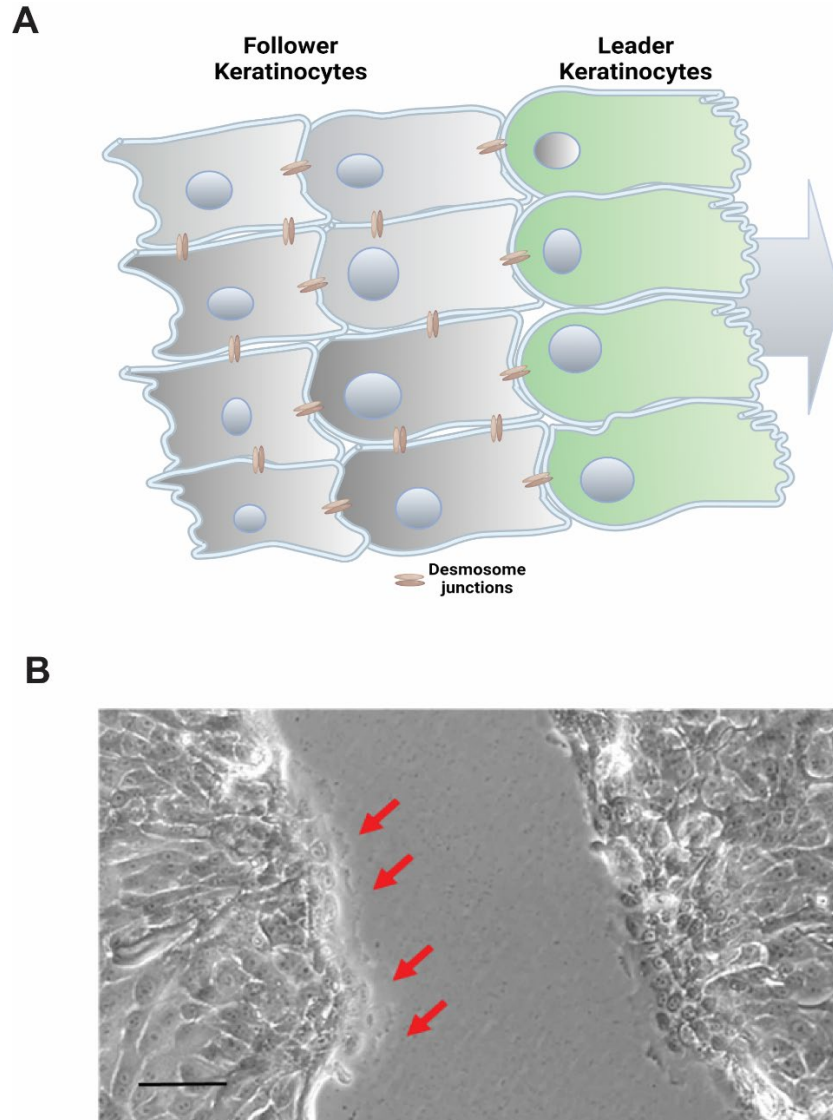 A
Follower
Keratinocytes
Leader
Keratinocytes
Desmosome
junctions
B